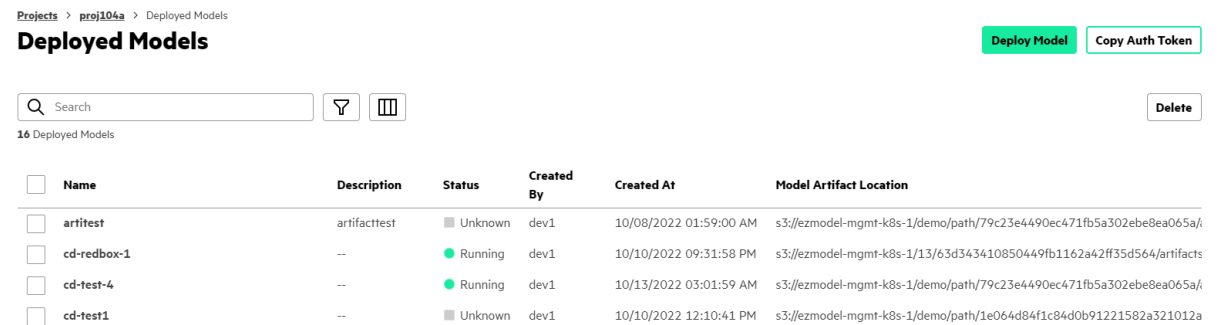 Projects > proj104a > Deployed Models
Deployed Models
Deploy Model
Copy Auth Token
Search
Delete
16 Deployed Models
Name Description Status Created By Created At Model Artifact Location
artitest artifacttest Unknown dev1 10/08/2022 01:59:00 AM s3://ezmodel-mgmt-k8s-1/demo/path/79c23e4490ec471fb5a302ebe8ea065a/
cd-redbox-1 -- Running dev1 10/10/2022 09:31:58 PM s3://ezmodel-mgmt-k8s-1/13/63d343410850449fb1162a42ff35d564/artifacts
cd-test-4 -- Running dev1 10/13/2022 03:01:59 AM s3://ezmodel-mgmt-k8s-1/demo/path/79c23e4490ec471fb5a302ebe8ea065a/
cd-test1 -- Unknown dev1 10/10/2022 12:10:41 PM s3://ezmodel-mgmt-k8s-1/demo/path/1e064d84f1c84d0b91221582a321012a